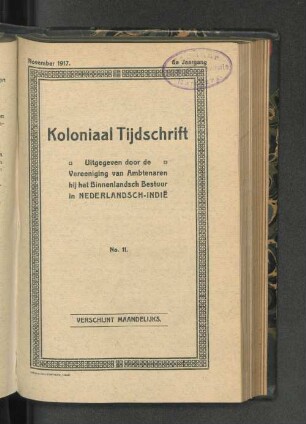 November 1917.
6e Jaargang
Koloniaal Tijdschrift
Uitgegeven door de
Vereeniging van Ambtenaren
bij het Binnenlandsch Bestuur
in NEDERLANDSCH-INDIË
No. 11.
VERSCHIJNT MAANDELIJKS.